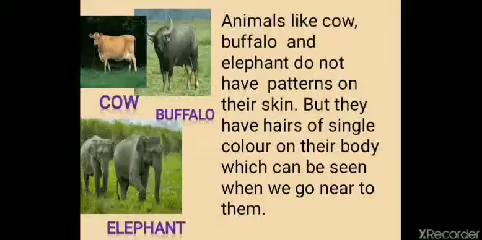 Animals like cow,
buffalo and
elephant do not
have patterns on
their skin. But they
have hairs of single
colour on their body
which can be seen
when we go near to
them.
COW
BUFFALO
ELEPHANT
XRecorder